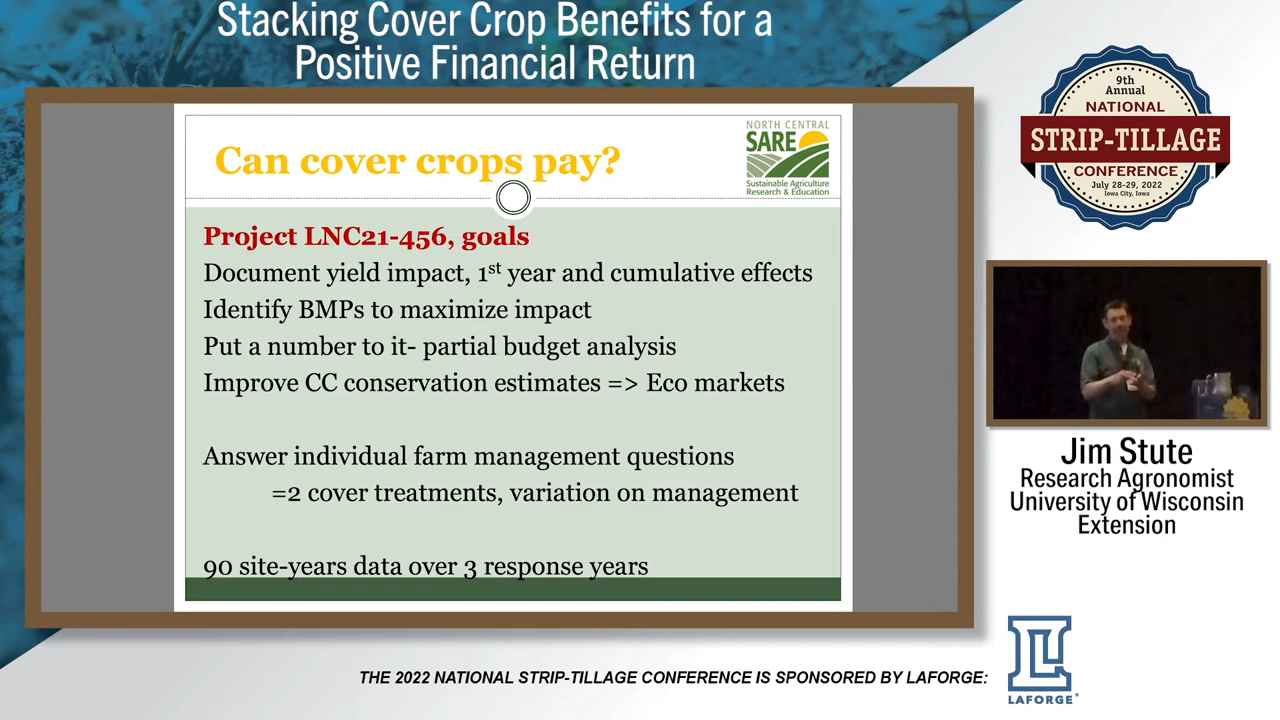 Stacking Cover Crop Benefits for a
Positive Financial Return
Can cover crops pay?
NORTH CENTRAL
SARE
Sustainable Agriculture
Research & Education
Project LNC21-456, goals
Document yield impact, 1st year and cumulative effects
Identify BMPs to maximize impact
Put a number to it- partial budget analysis
Improve CC conservation estimates => Eco markets
Answer individual farm management questions
=2 cover treatments, variation on management
90 site-years data over 3 response years
9th
Annual
NATIONAL
STRIP-TILLAGE
CONFERENCE
July 28-29, 2022
Iowa City, Iowa
Jim Stute
Research Agronomist
University of Wisconsin
Extension
THE 2022 NATIONAL STRIP-TILLAGE CONFERENCE IS SPONSORED BY LAFORGE:
LAFORGE®